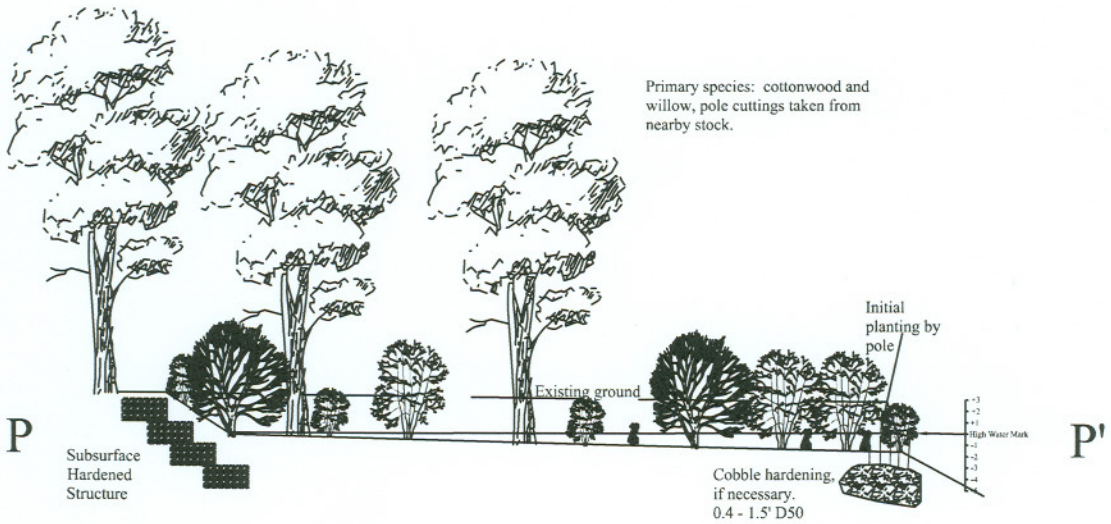 Primary species: cottonwood and
willow, pole cuttings taken from
nearby stock.
Initial
planting by
pole
Existing ground
+3
+2
+1
High Water Mark
-1
-2
-3
-4
P
P'
Subsurface
Hardened
Structure
Cobble hardening,
if necessary.
0.4 - 1.5' D50